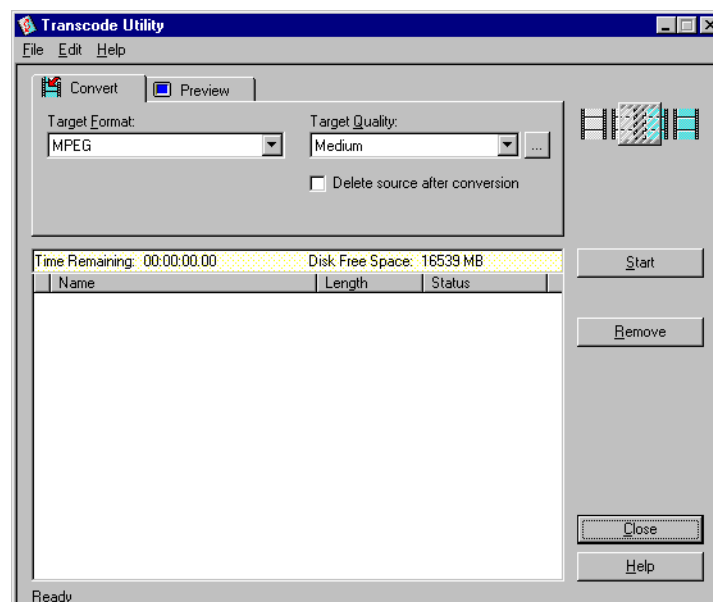 Transcode Utility
File Edit Help
Convert Preview
Target Format: Target Quality:
MPEG Medium ...
Delete source after conversion
Time Remaining: 00:00:00.00 Disk Free Space: 16539 MB
Start
Name Length Status
Remove
Close
Help
Ready